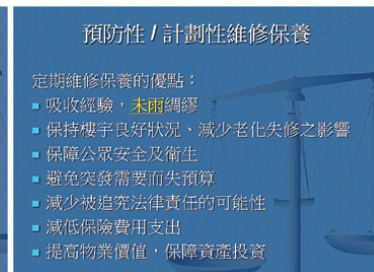 預防性 / 計劃性維修保養
定期維修保養的優點：
▪ 吸收經驗，未雨綢繆
▪ 保持樓宇良好狀況、減少老化失修之影響
▪ 保障公眾安全及衛生
▪ 避免突發需要而失預算
▪ 減少被追究法律責任的可能性
▪ 減低保險費用支出
▪ 提高物業價值，保障資產投資